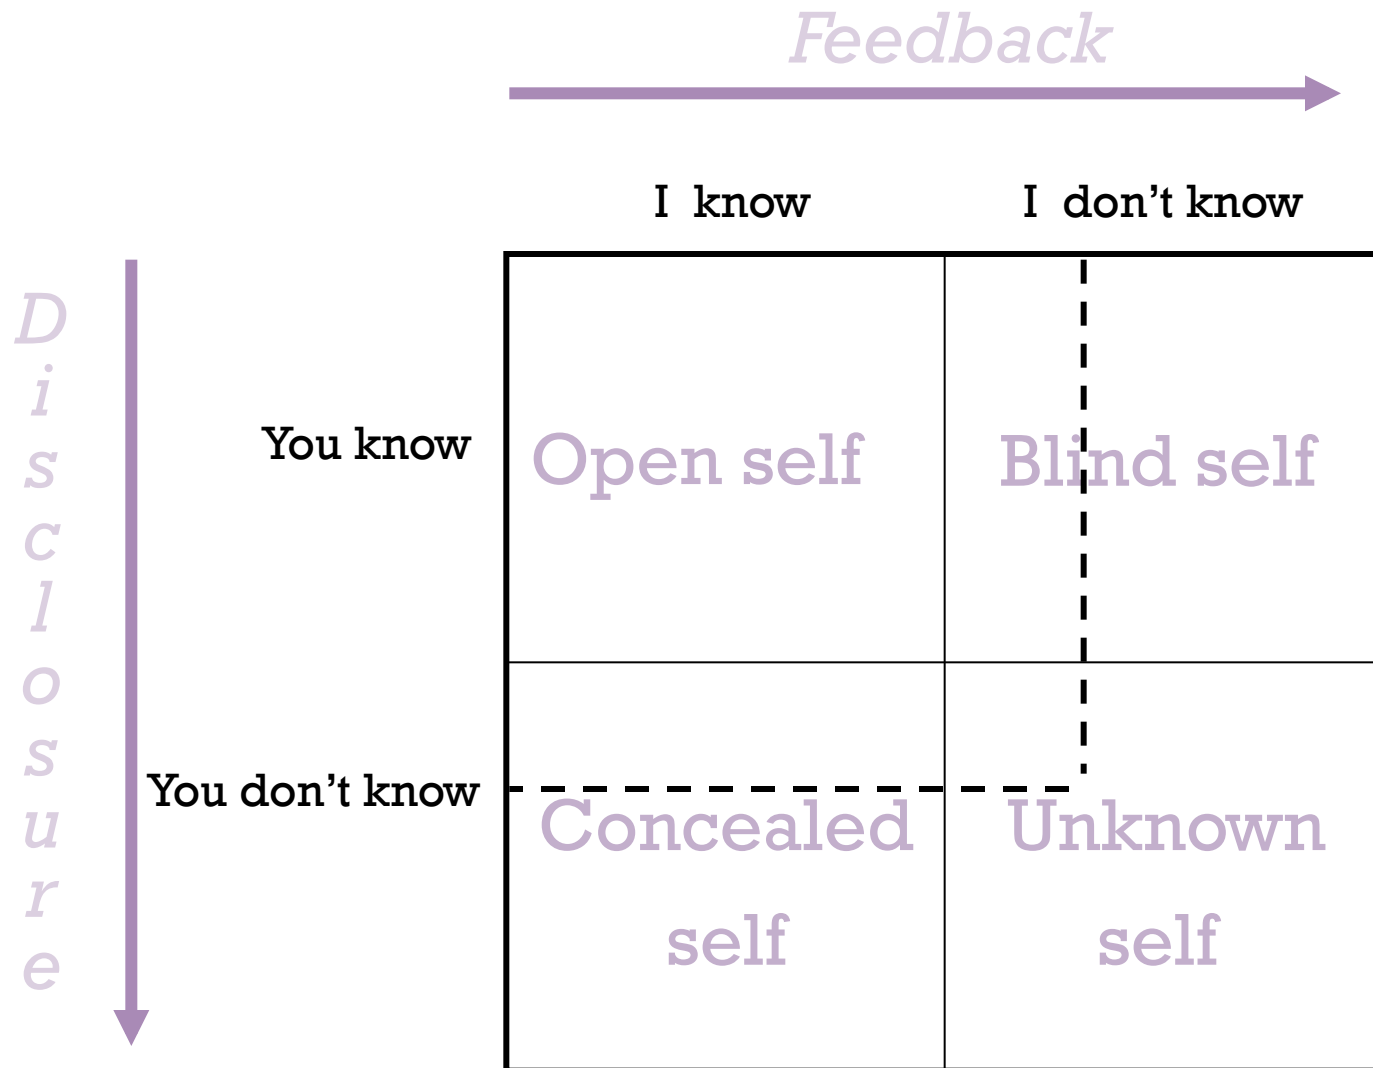 Feedback
I know I don’t know
Disclosure
You know Open self Blind self
You don’t know Concealed self Unknown self